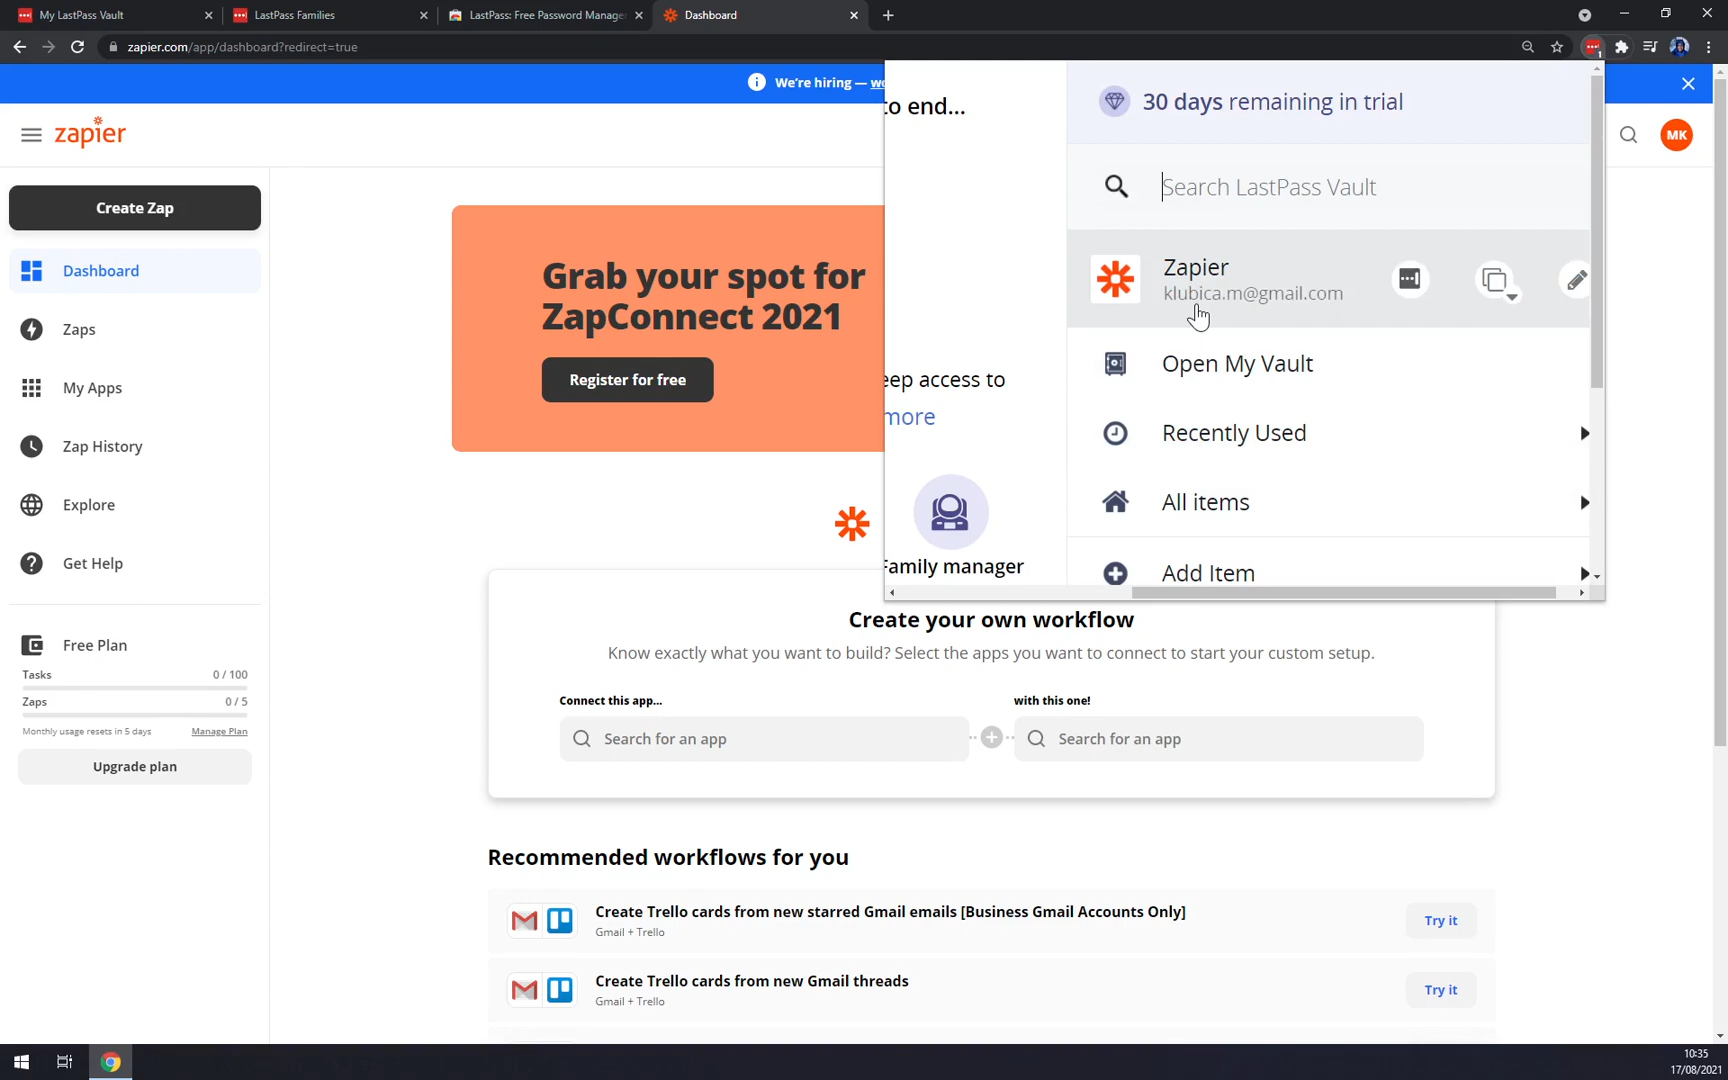 My LastPass Vault
LastPass Families
LastPass: Free Password Manage
Dashboard
zapier.com/app/dashboard?redirect=true
We're hiring —
to end...
30 days remaining in trial
zapier
MK
Search LastPass Vault
Create Zap
Dashboard
Zaps
My Apps
Zap History
Explore
Get Help
Free Plan
Tasks 0 / 100
Zaps 0 / 5
Monthly usage resets in 5 days Manage Plan
Upgrade plan
Grab your spot for
ZapConnect 2021
Register for free
Zapier
klubica.m@gmail.com
Open My Vault
eep access to
more
Recently Used
All items
Family manager
Add Item
Create your own workflow
Know exactly what you want to build? Select the apps you want to connect to start your custom setup.
Connect this app...
with this one!
Search for an app
Search for an app
Recommended workflows for you
Create Trello cards from new starred Gmail emails [Business Gmail Accounts Only]
Gmail + Trello
Try it
Create Trello cards from new Gmail threads
Gmail + Trello
Try it
10:35
17/08/2021